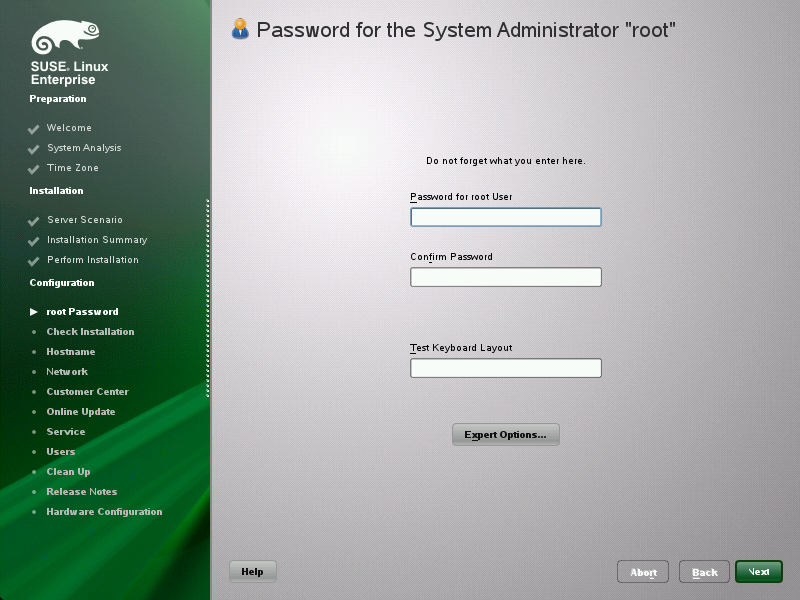 SUSE. Linux
Enterprise
Preparation
Welcome
System Analysis
Time Zone
Installation
Server Scenario
Installation Summary
Perform Installation
Configuration
root Password
Check Installation
Hostname
Network
Customer Center
Online Update
Service
Users
Clean Up
Release Notes
Hardware Configuration
Password for the System Administrator "root"
Do not forget what you enter here.
Password for root User
Confirm Password
Test Keyboard Layout
Expert Options...
Help
Abort
Back
Next